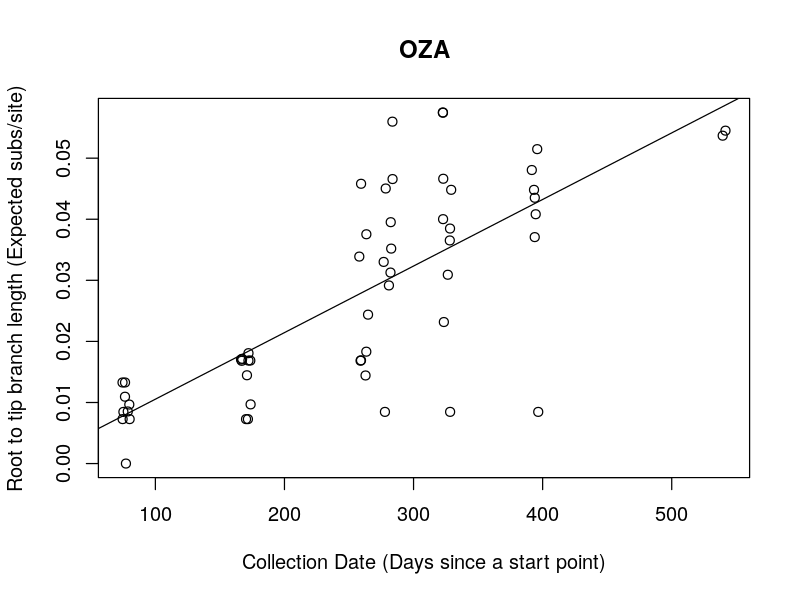 OZA
Root to tip branch length (Expected subs/site)
0.05
0.04
0.03
0.02
0.01
0.00
100 200 300 400 500
Collection Date (Days since a start point)